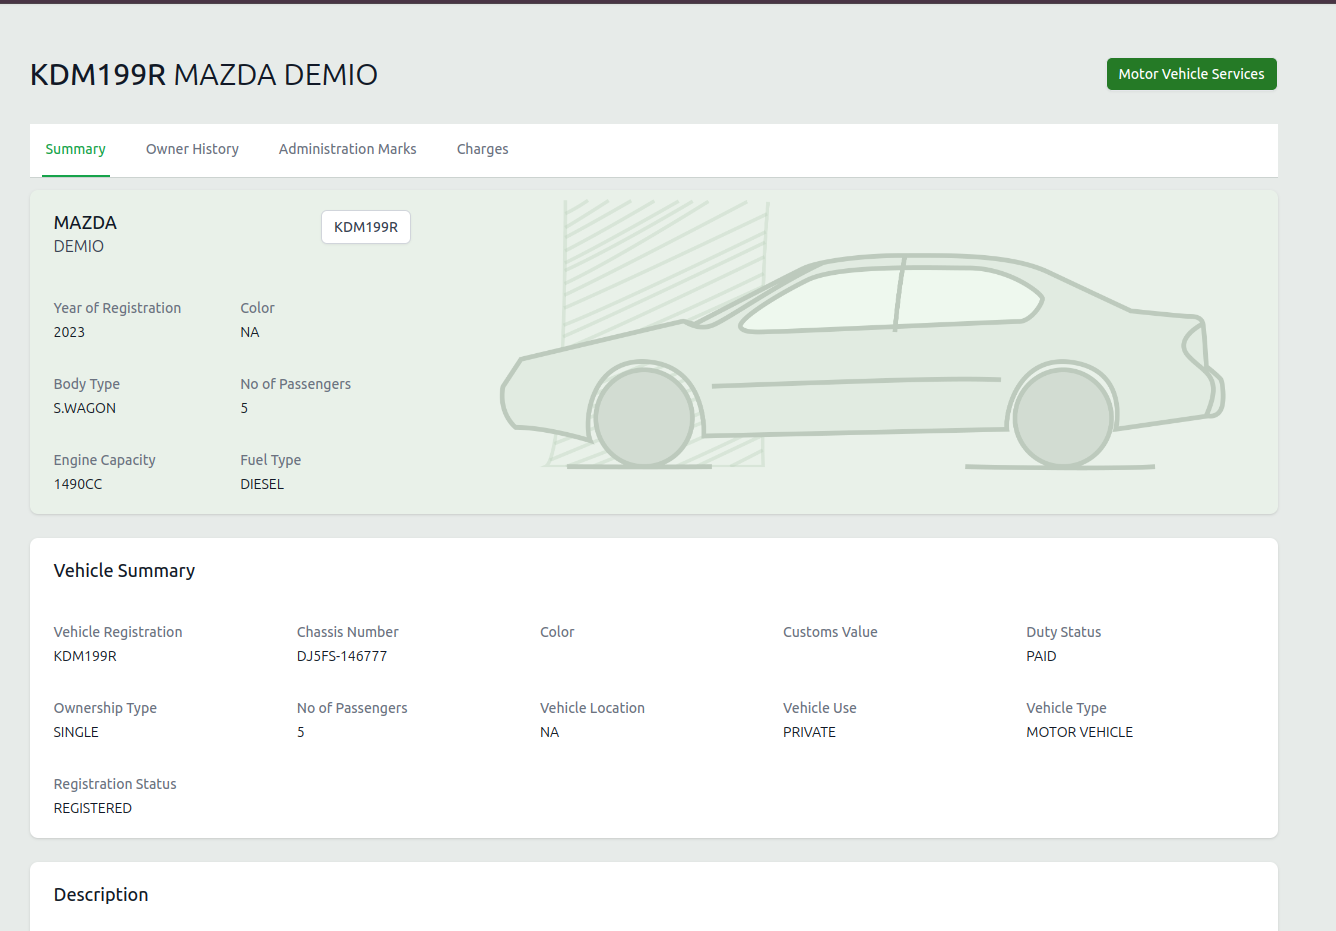 KDM199R MAZDA DEMIO
Motor Vehicle Services
Summary Owner History Administration Marks Charges
MAZDA
DEMIO
KDM199R
Year of Registration Color
2023 NA
Body Type No of Passengers
S.WAGON 5
Engine Capacity Fuel Type
1490CC DIESEL
Vehicle Summary
Vehicle Registration Chassis Number Color Customs Value Duty Status
KDM199R DJ5FS-146777 PAID
Ownership Type No of Passengers Vehicle Location Vehicle Use Vehicle Type
SINGLE 5 NA PRIVATE MOTOR VEHICLE
Registration Status
REGISTERED
Description